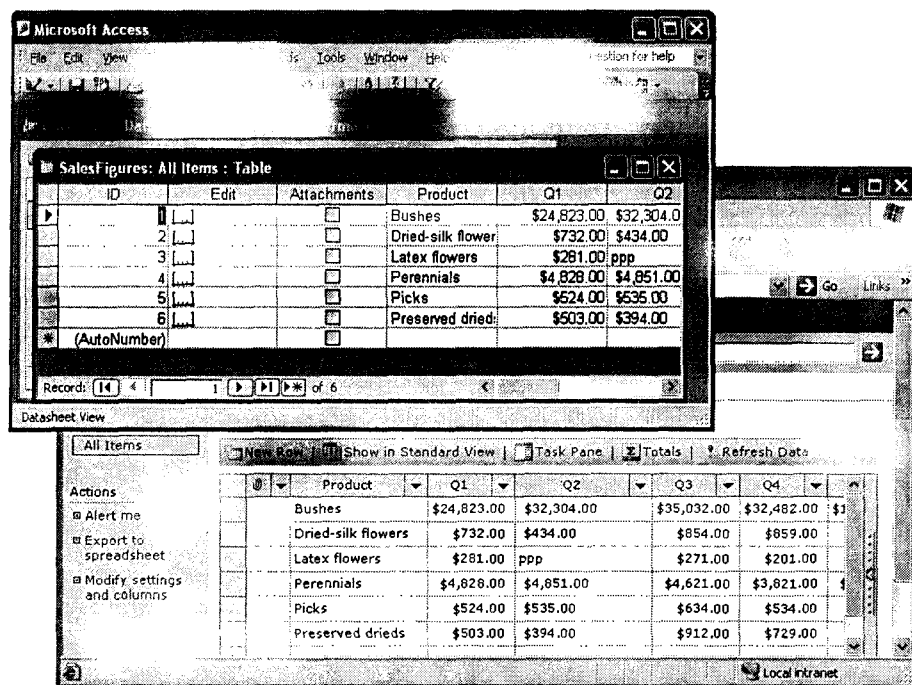 Microsoft Access
File Edit View Tools Window Help
SalesFigures: All Items : Table
ID Edit Attachments Product Q1 Q2
1 Bushes $24,823.00 $32,304.0
2 Dried-silk flower $732.00 $434.00
3 Latex flowers $281.00 ppp
4 Perennials $4,828.00 $4,851.00
5 Picks $524.00 $535.00
6 Preserved drieds $503.00 $394.00
(AutoNumber)
Record: 1 of 6
Datasheet View
Go Links »
All Items
New Row | Show in Standard View | Task Pane | Σ Totals | Refresh Data
Actions
Alert me
Export to
spreadsheet
Modify settings
and columns
Product Q1 Q2 Q3 Q4
Bushes $24,823.00 $32,304.00 $35,032.00 $32,482.00 $1
Dried-silk flowers $732.00 $434.00 $854.00 $859.00
Latex flowers $281.00 ppp $271.00 $201.00
Perennials $4,828.00 $4,851.00 $4,621.00 $3,821.00 $
Picks $524.00 $535.00 $634.00 $534.00
Preserved drieds $503.00 $394.00 $912.00 $729.00
Local intranet